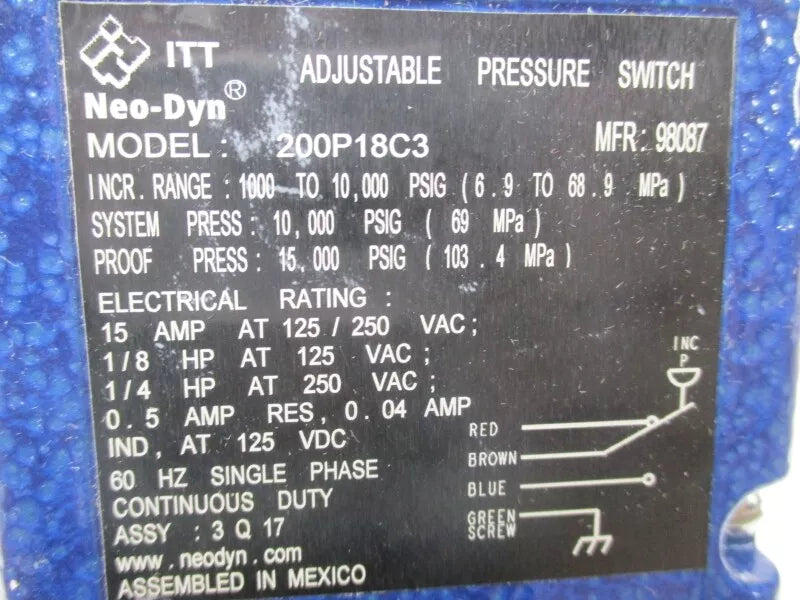 ITT
Neo-Dyn®
ADJUSTABLE PRESSURE SWITCH
MODEL : 200P18C3
MFR: 98087
INCR. RANGE : 1000 TO 10,000 PSIG ( 6.9 TO 68.9 MPa )
SYSTEM PRESS : 10,000 PSIG ( 69 MPa )
PROOF PRESS : 15,000 PSIG ( 103.4 MPa )
ELECTRICAL RATING :
15 AMP AT 125 / 250 VAC ;
1/8 HP AT 125 VAC ;
1/4 HP AT 250 VAC ;
0.5 AMP RES, 0.04 AMP
IND, AT 125 VDC
60 HZ SINGLE PHASE
CONTINUOUS DUTY
ASSY : 3 Q 17
www.neodyn.com
ASSEMBLED IN MEXICO
INC
P
RED
BROWN
BLUE
GREEN
SCREW